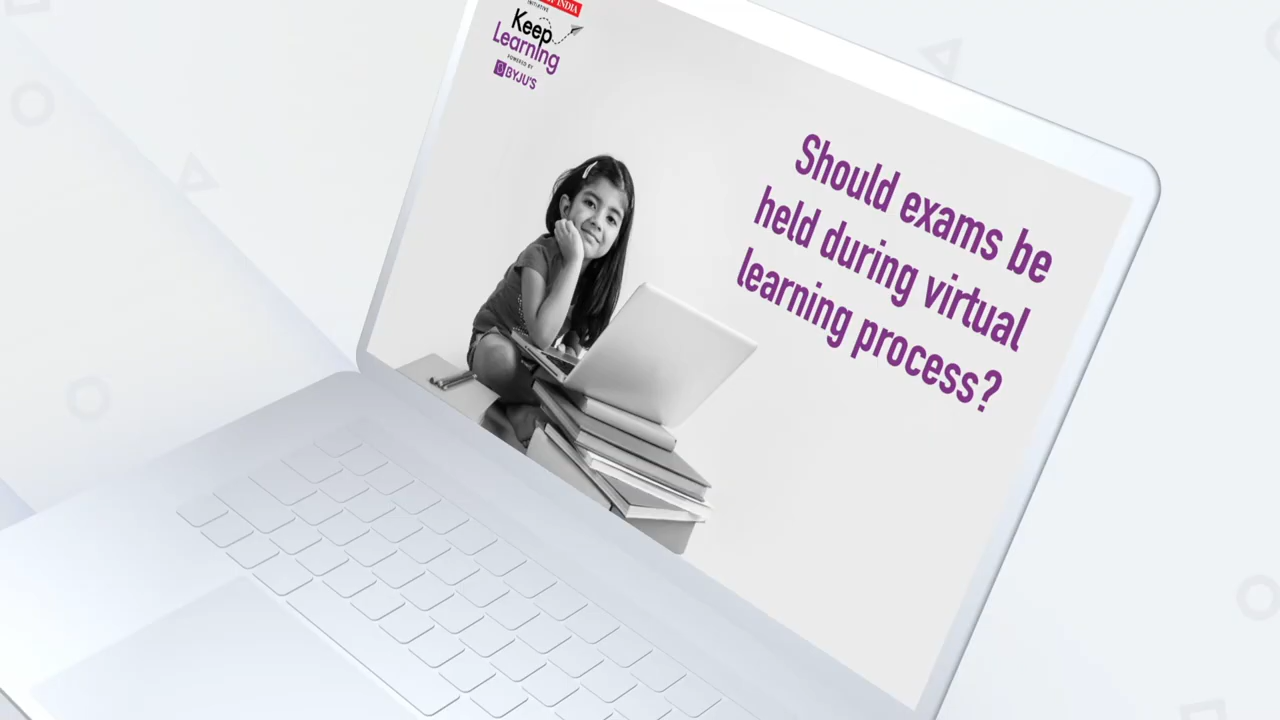 INDIA
INITIATIVE
Keep
Learning
POWERED BY
BYJU'S
Should exams be
held during virtual
learning process?